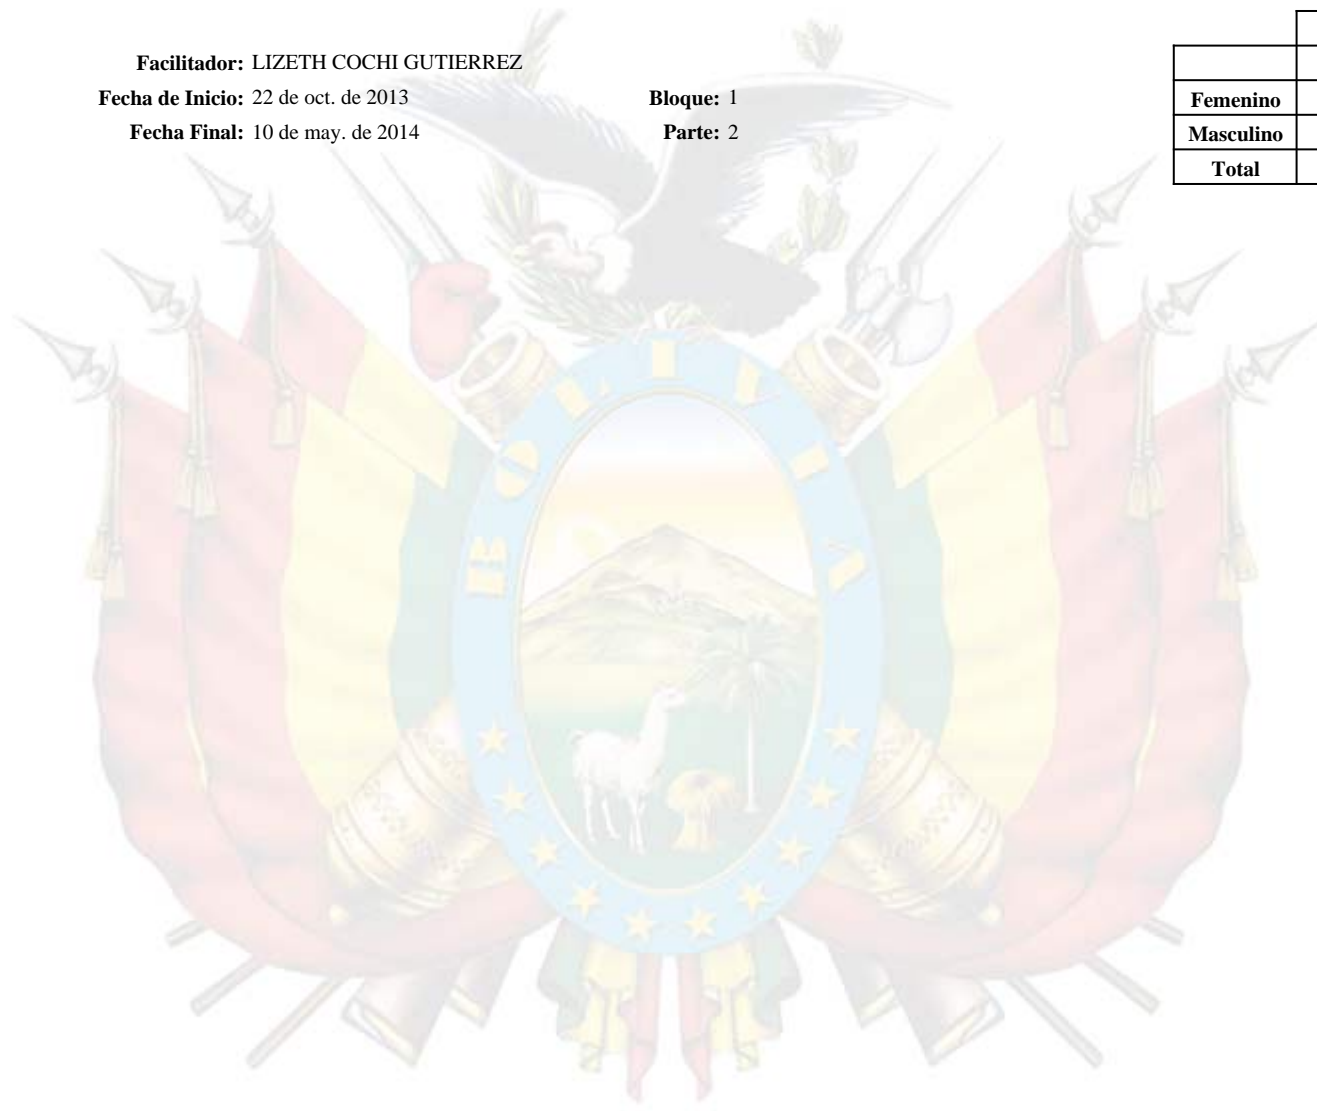 Facilitador: LIZETH COCHI GUTIERREZ
Fecha de Inicio: 22 de oct. de 2013 Bloque: 1
Fecha Final: 10 de may. de 2014 Parte: 2
Femenino
Masculino
Total
BOLIVIA